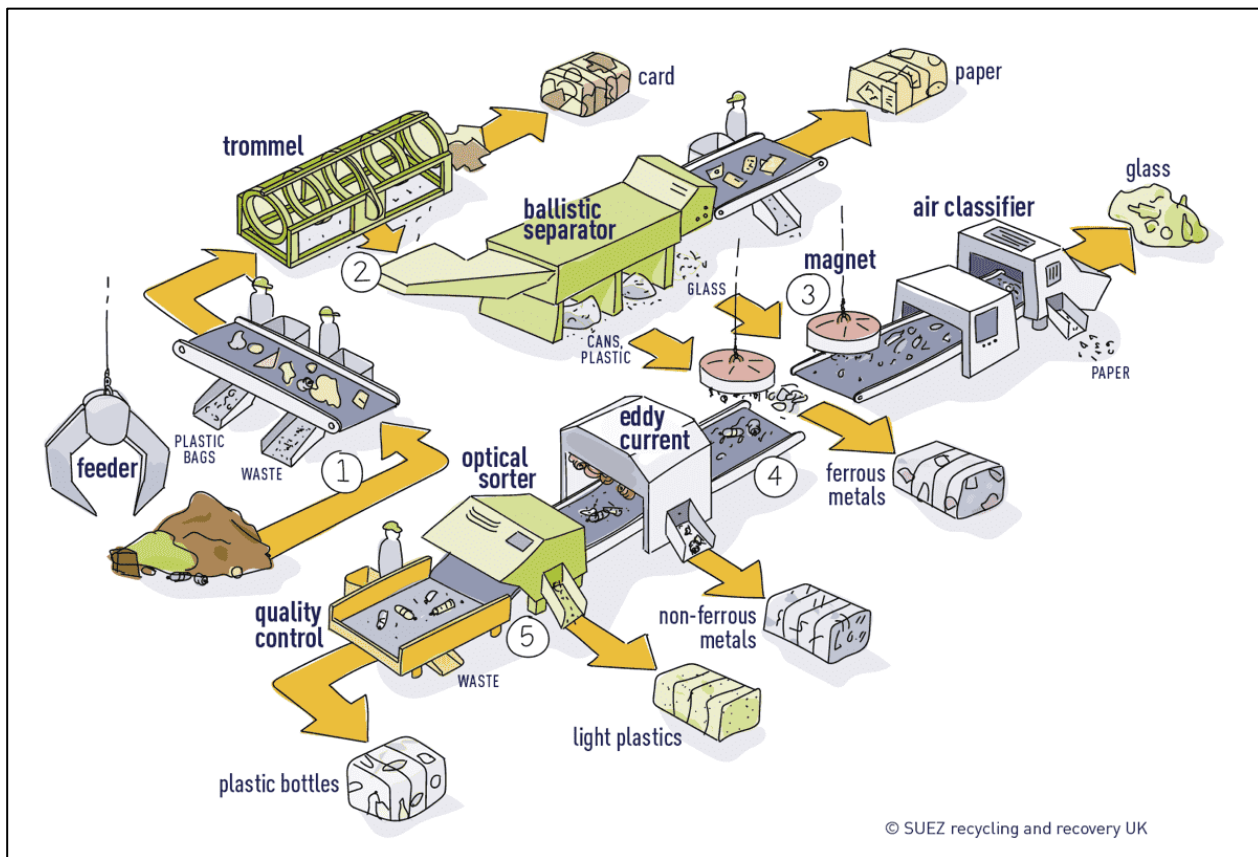 card
paper
trommel
glass
ballistic
separator
air classifier
2
magnet
3
GLASS
CANS,
PLASTIC
PAPER
feeder
PLASTIC
BAGS
WASTE
1
eddy
current
optical
sorter
4
ferrous
metals
quality
control
5
WASTE
non-ferrous
metals
light plastics
plastic bottles
© SUEZ recycling and recovery UK